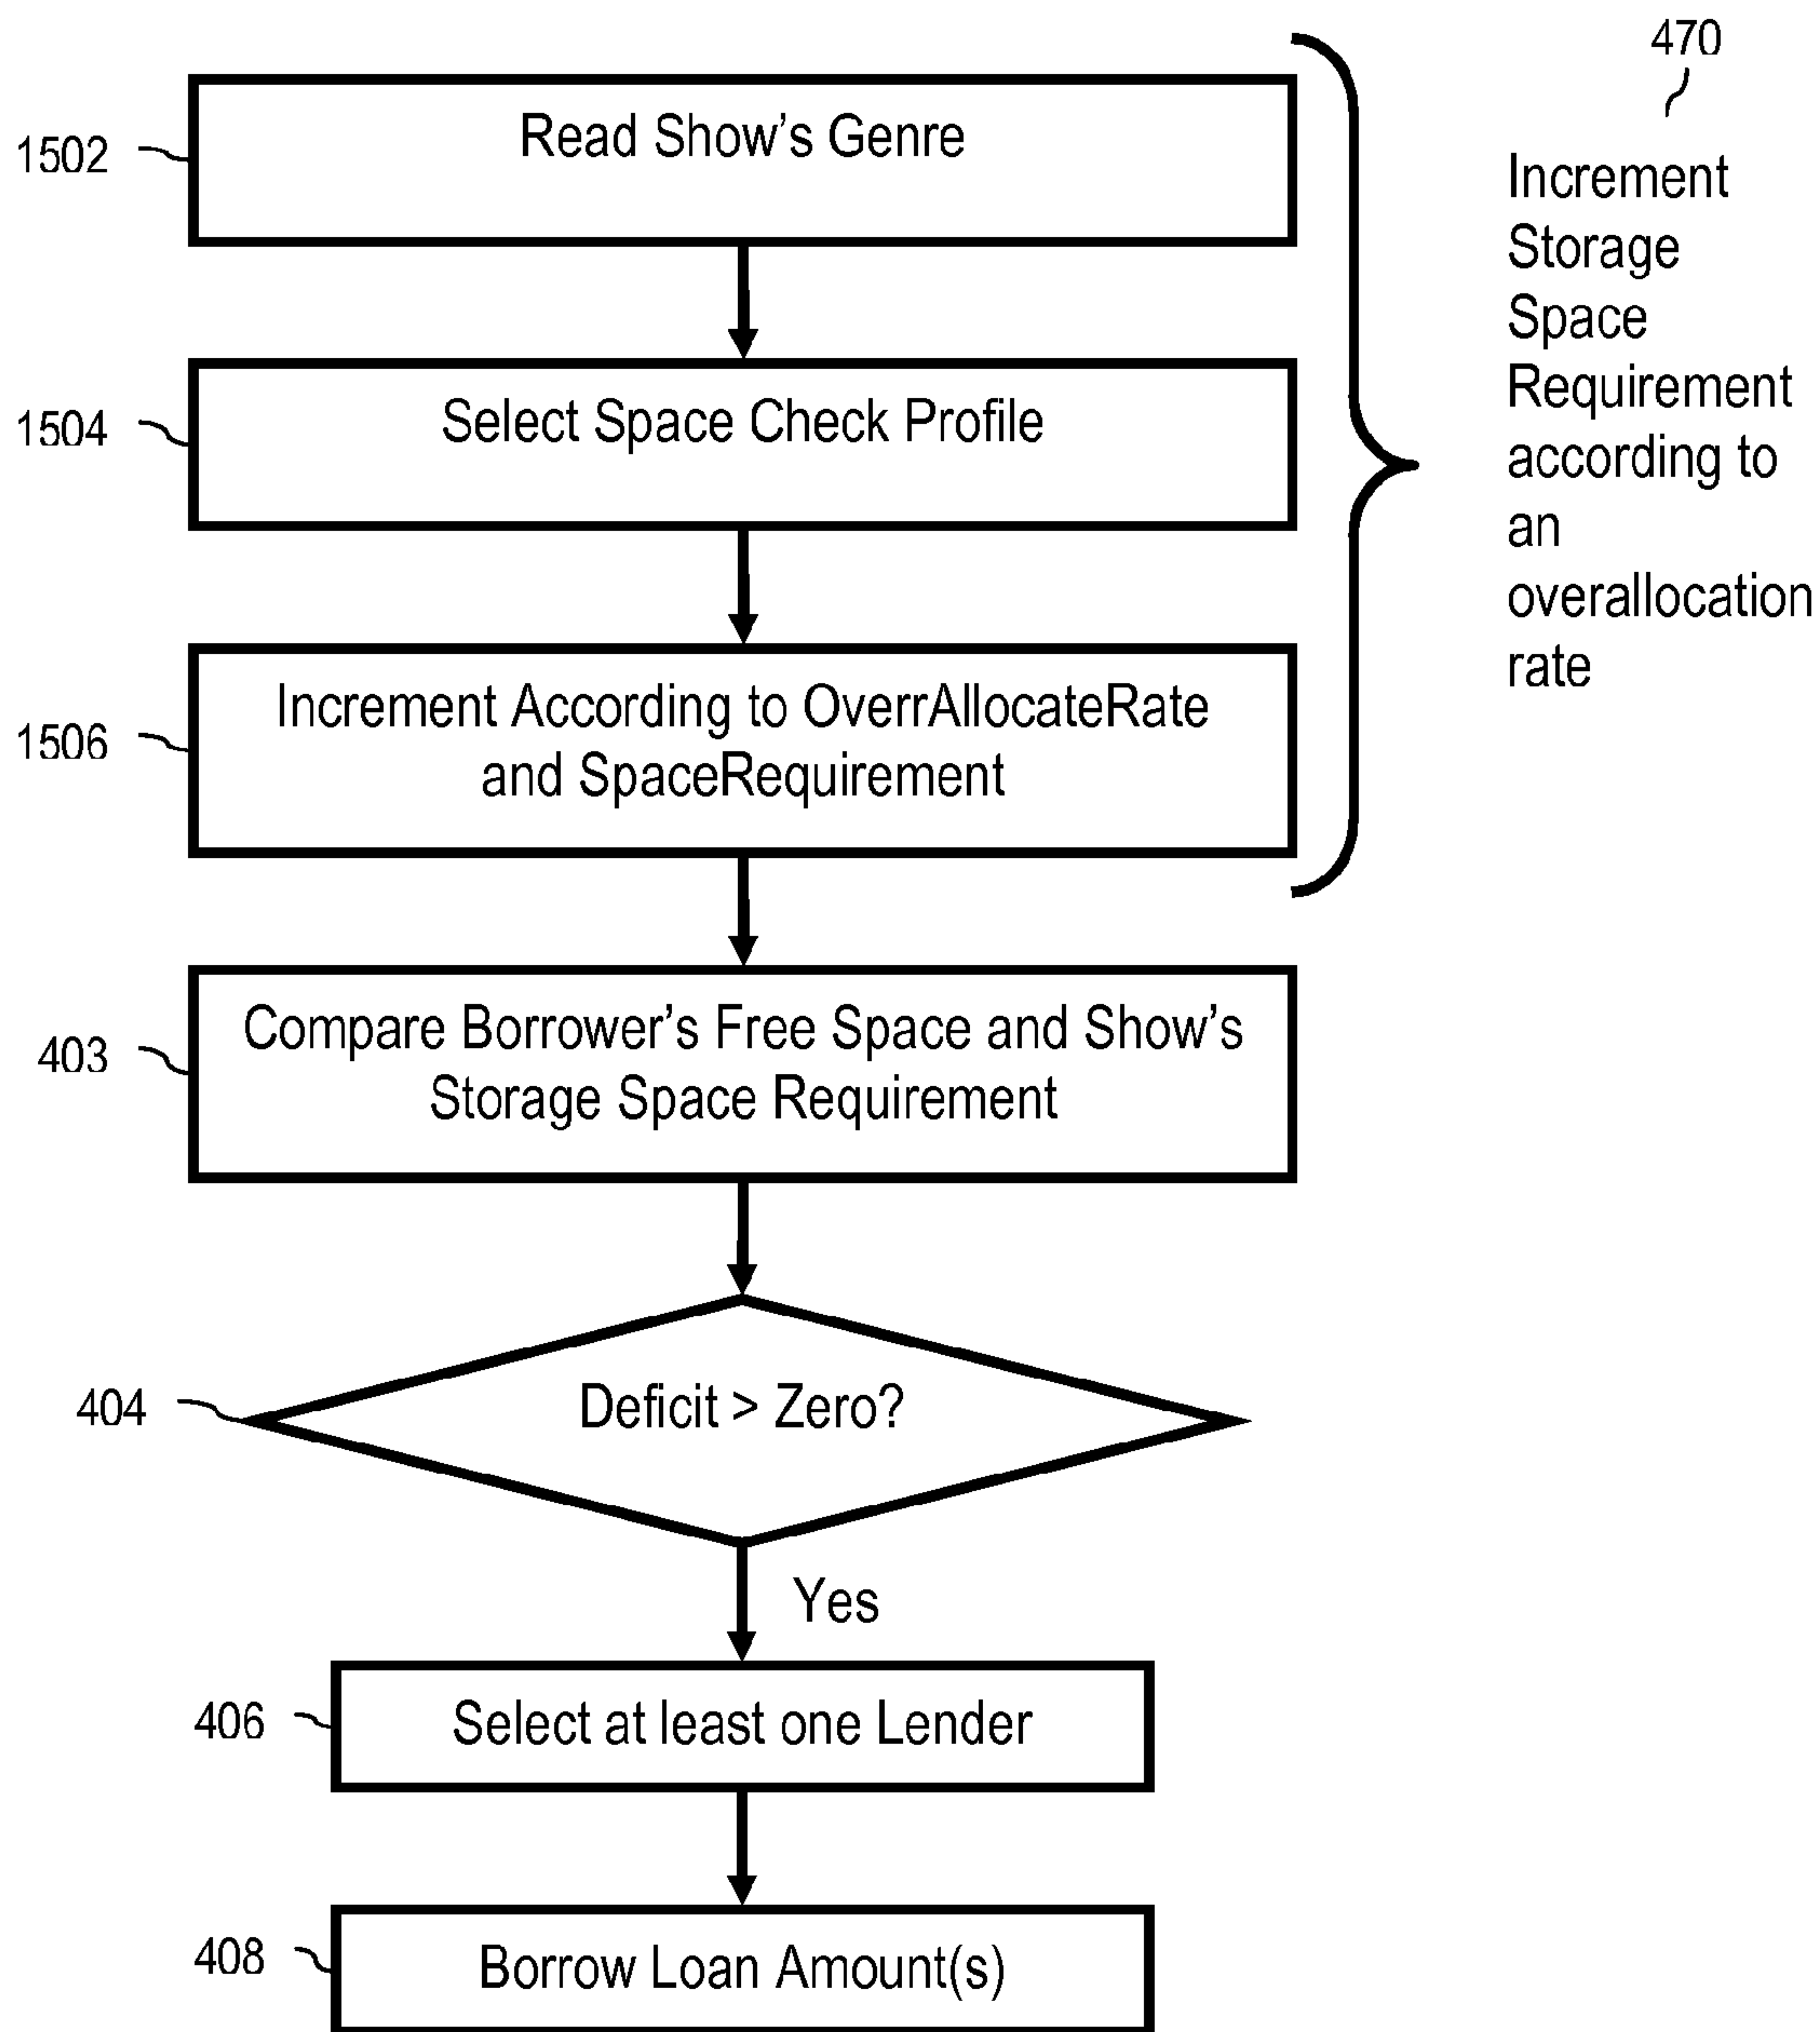 470
1502
Read Show's Genre
Increment
Storage
Space
Requirement
according to
an
overallocation
rate
1504
Select Space Check Profile
1506
Increment According to OverrAllocateRate
and SpaceRequirement
403
Compare Borrower's Free Space and Show's
Storage Space Requirement
404
Deficit > Zero?
Yes
406
Select at least one Lender
408
Borrow Loan Amount(s)